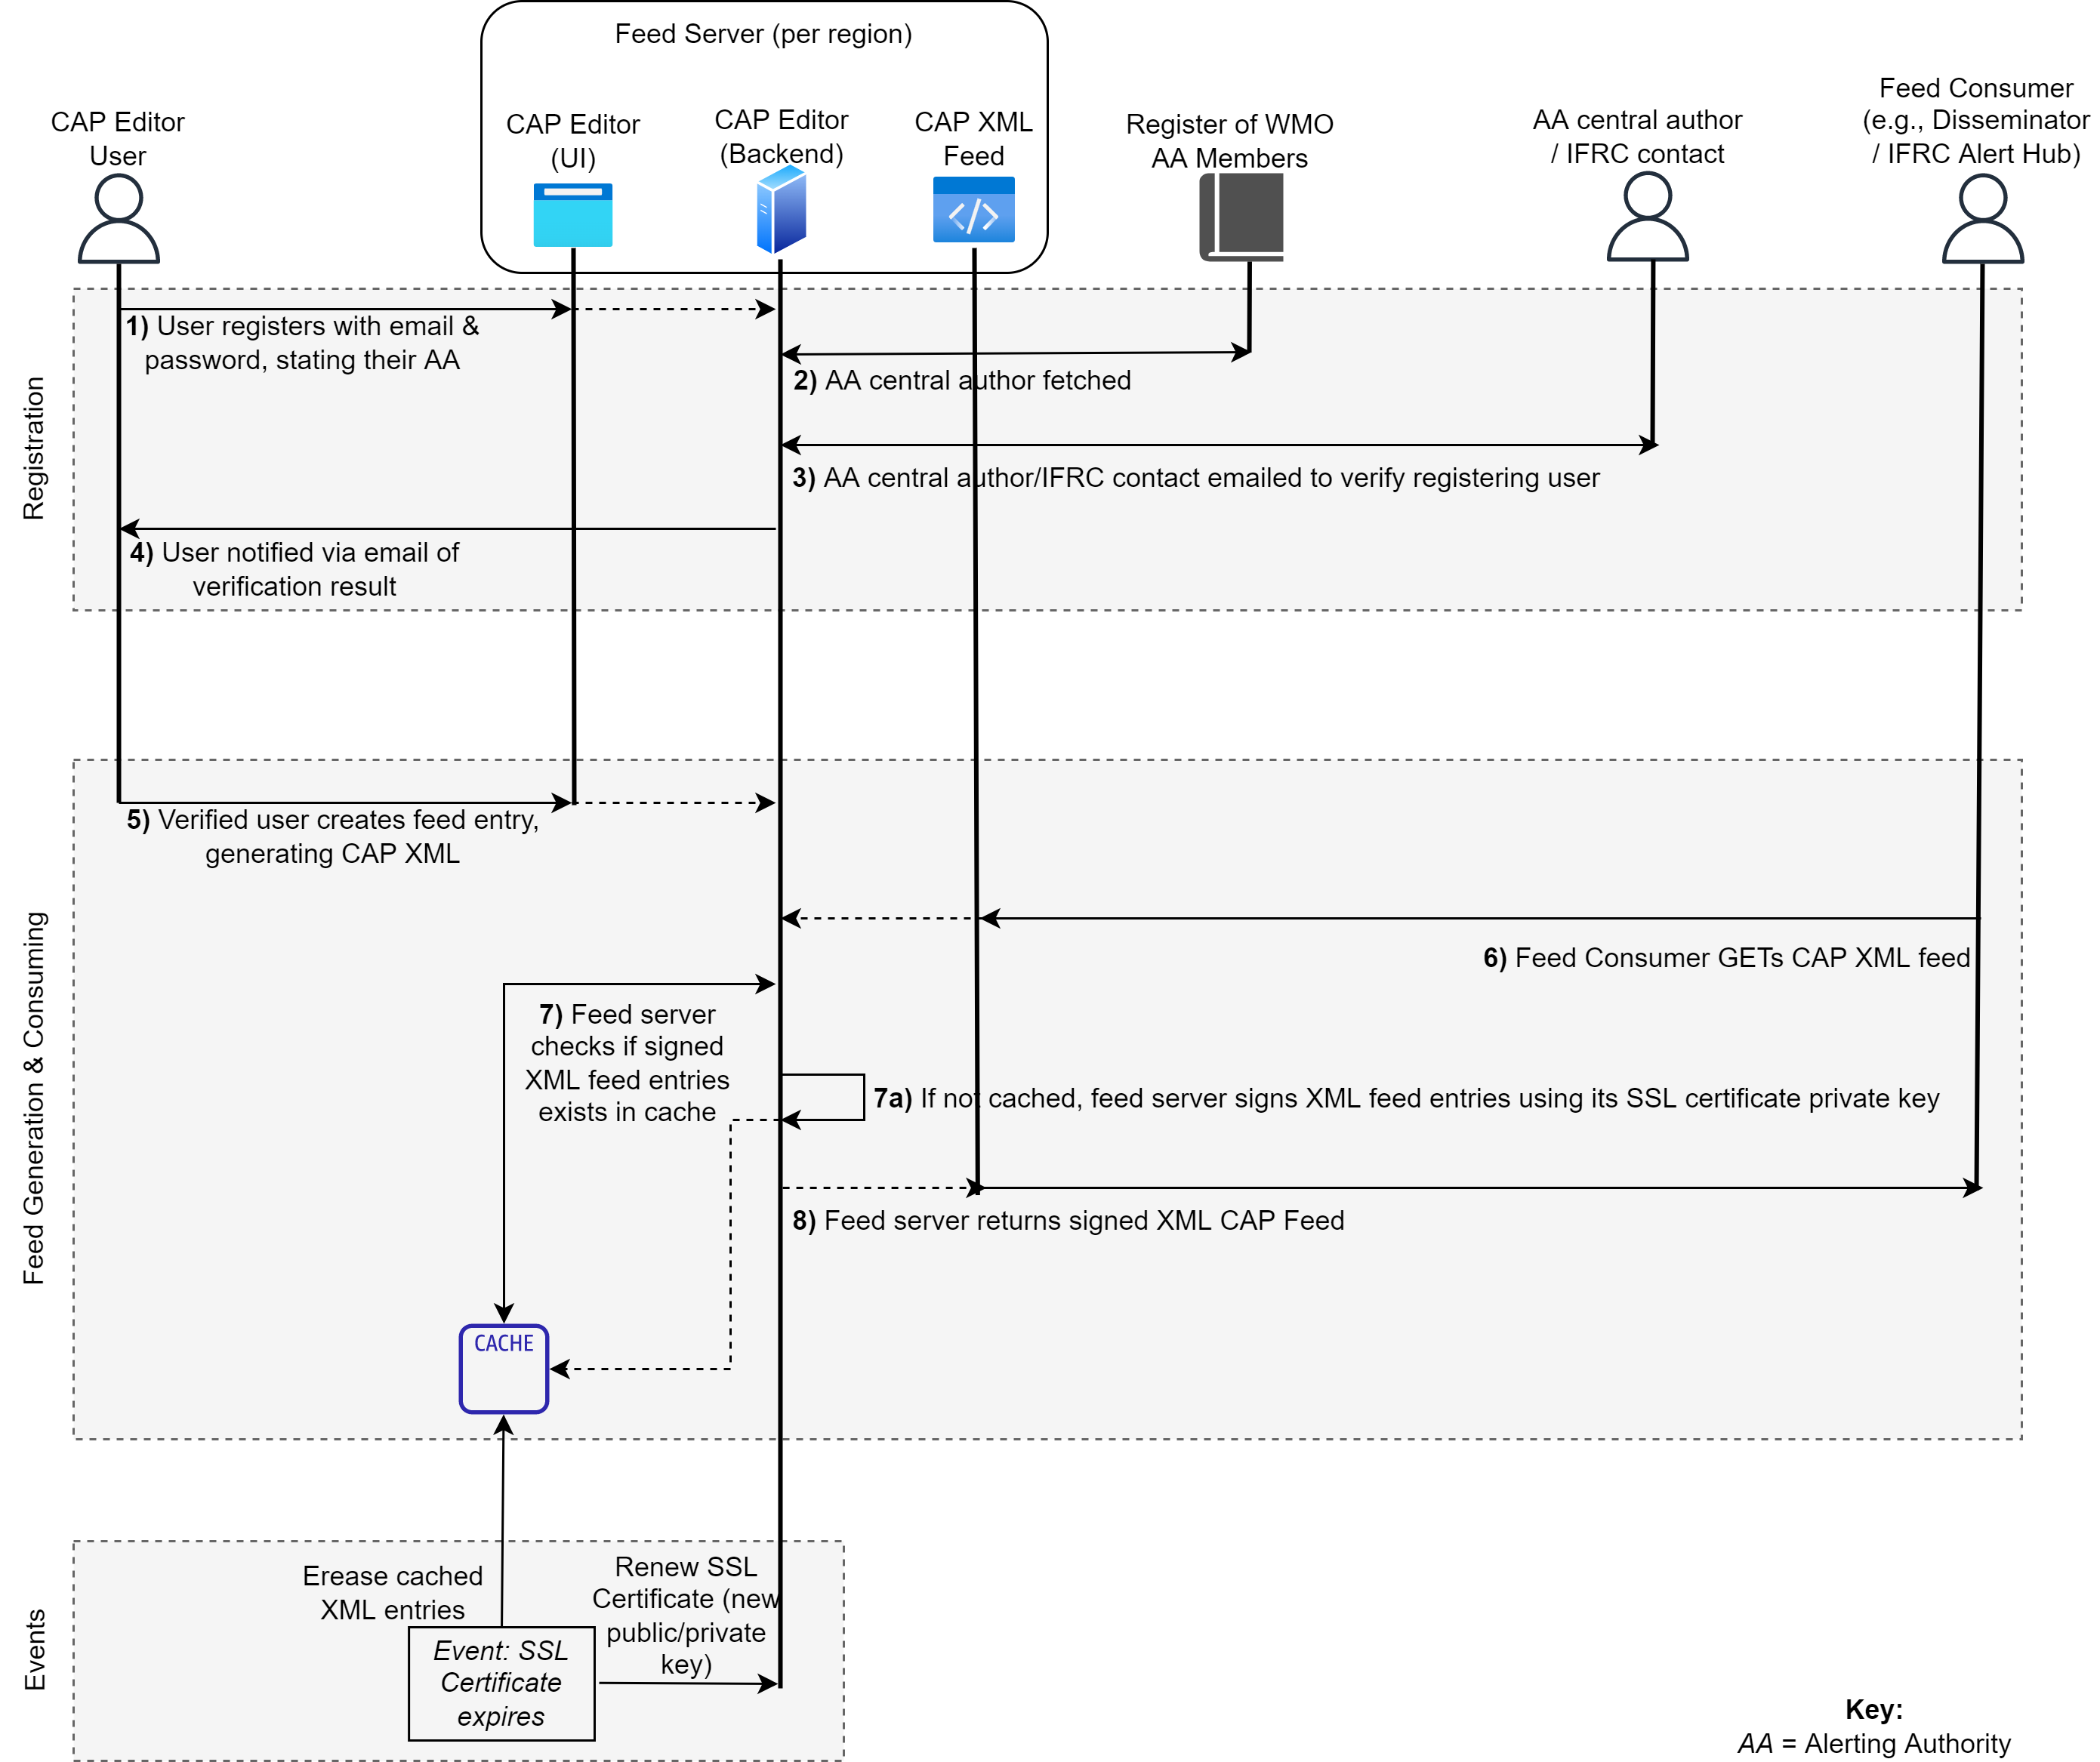 Feed Server (per region)
CAP Editor
User
CAP Editor
(UI)
CAP Editor
(Backend)
CAP XML
Feed
Register of WMO
AA Members
AA central author
/ IFRC contact
Feed Consumer
(e.g., Disseminator
/ IFRC Alert Hub)
Registration
1) User registers with email &
password, stating their AA
2) AA central author fetched
3) AA central author/IFRC contact emailed to verify registering user
4) User notified via email of
verification result
Feed Generation & Consuming
5) Verified user creates feed entry,
generating CAP XML
6) Feed Consumer GETs CAP XML feed
7) Feed server
checks if signed
XML feed entries
exists in cache
7a) If not cached, feed server signs XML feed entries using its SSL certificate private key
8) Feed server returns signed XML CAP Feed
CACHE
Events
Erease cached
XML entries
Renew SSL
Certificate (new
public/private
key)
Event: SSL
Certificate
expires
Key:
AA = Alerting Authority